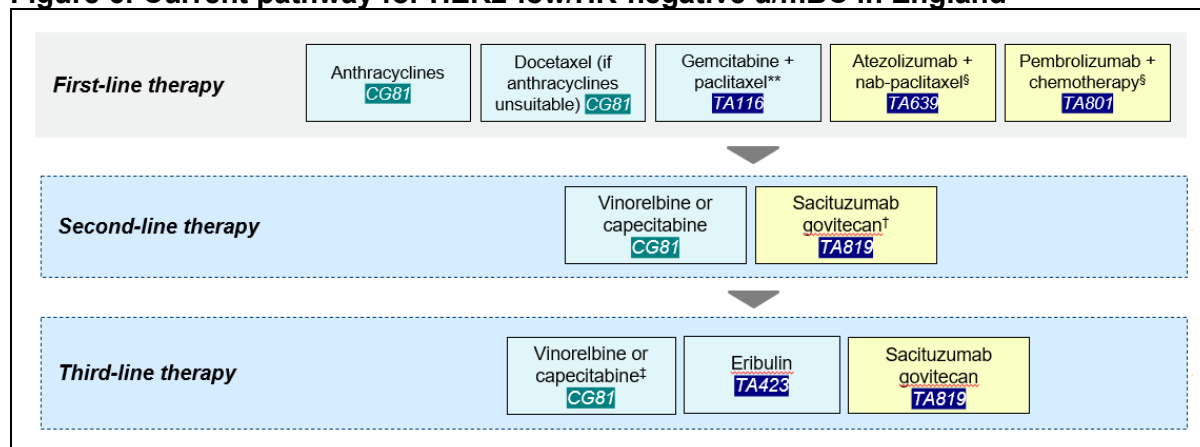 Figure 6: Current pathway for HER2-low/HR-negative u/mBC in England
First-line therapy
Anthracyclines
CG81
Docetaxel (if
anthracyclines
unsuitable) CG81
Gemcitabine +
paclitaxel**
TA116
Atezolizumab +
nab-paclitaxel§
TA639
Pembrolizumab +
chemotherapy§
TA801
Second-line therapy
Vinorelbine or
capecitabine
CG81
Sacituzumab
govitecan†
TA819
Third-line therapy
Vinorelbine or
capecitabine‡
CG81
Eribulin
TA423
Sacituzumab
govitecan
TA819